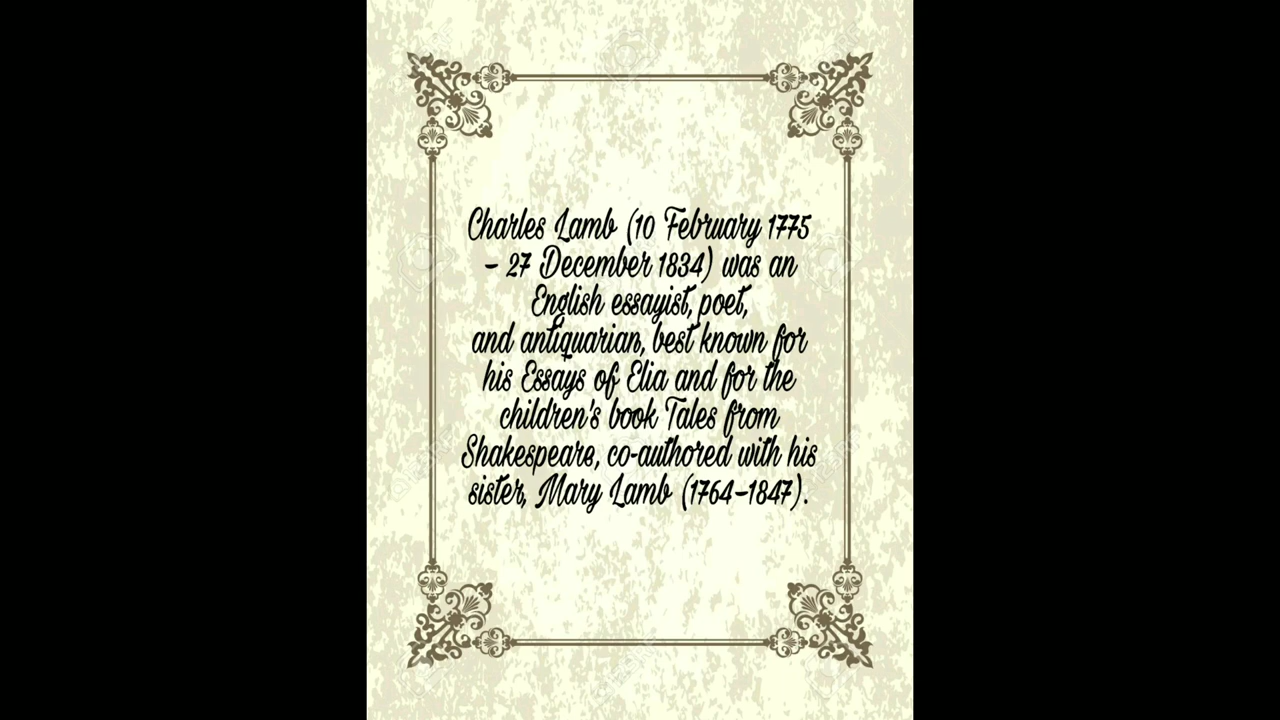 Charles Lamb (10 February 1775
– 27 December 1834) was an
English essayist, poet,
and antiquarian, best known for
his Essays of Elia and for the
children's book Tales from
Shakespeare, co-authored with his
sister, Mary Lamb (1764–1847).